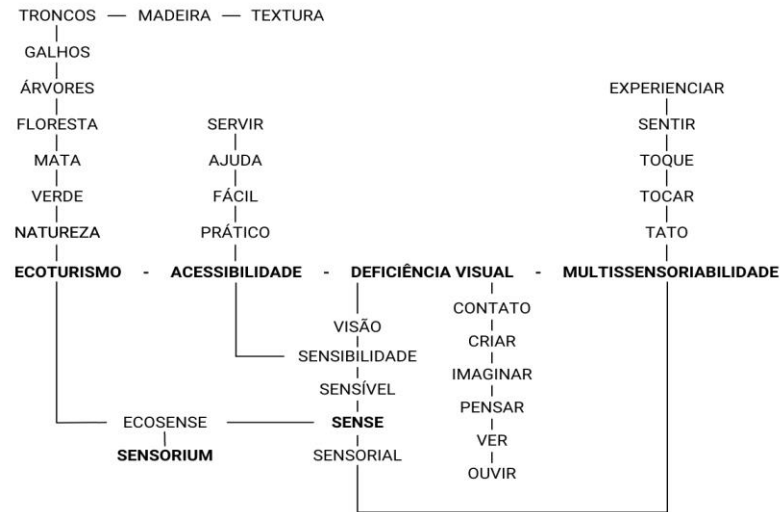 TRONCOS — MADEIRA — TEXTURA
GALHOS
ÁRVORES EXPERIENCIAR
FLORESTA SERVIR SENTIR
MATA AJUDA TOQUE
VERDE FÁCIL TOCAR
NATUREZA PRÁTICO TATO
ECOTURISMO - ACESSIBILIDADE - DEFICIÊNCIA VISUAL - MULTISSENSORIABILIDADE
CONTATO
VISÃO
CRIAR
SENSIBILIDADE
IMAGINAR
SENSÍVEL
PENSAR
ECOSENSE SENSE
VER
SENSORIUM SENSORIAL
OUVIR